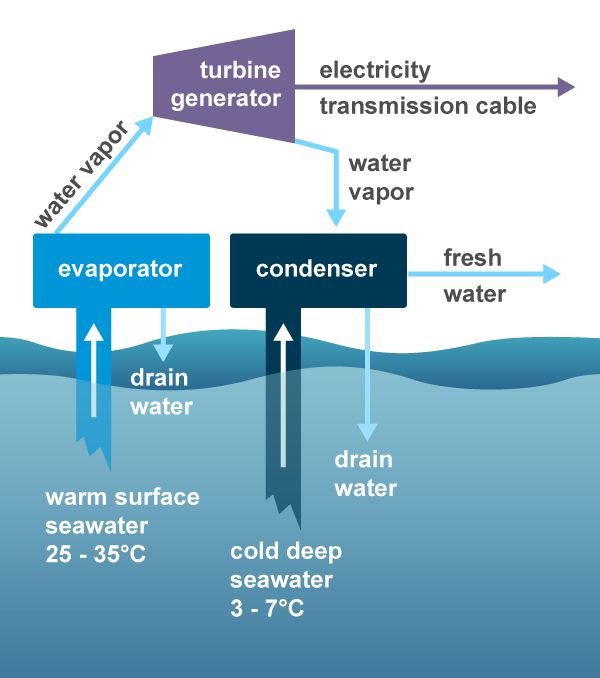 turbine
generator
electricity
transmission cable
water vapor
water
vapor
evaporator
condenser
fresh
water
drain
water
drain
water
warm surface
seawater
25 - 35°C
cold deep
seawater
3 - 7°C